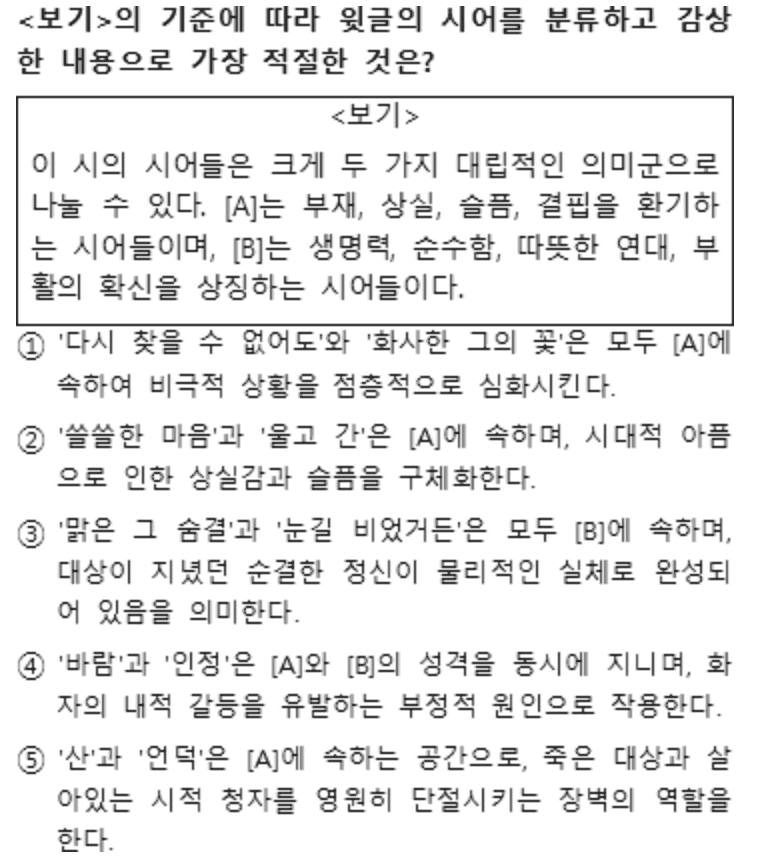 <보기>의 기준에 따라 윗글의 시어를 분류하고 감상
한 내용으로 가장 적절한 것은?
<보기>
이 시의 시어들은 크게 두 가지 대립적인 의미군으로
나눌 수 있다. [A]는 부재, 상실, 슬픔, 결핍을 환기하
는 시어들이며, [B]는 생명력, 순수함, 따뜻한 연대, 부
활의 확신을 상징하는 시어들이다.
① '다시 찾을 수 없어도'와 '화사한 그의 꽃'은 모두 [A]에
속하여 비극적 상황을 점층적으로 심화시킨다.
② '쓸쓸한 마음'과 '울고 간'은 [A]에 속하며, 시대적 아픔
으로 인한 상실감과 슬픔을 구체화한다.
③ '맑은 그 숨결'과 '눈길 비었거든'은 모두 [B]에 속하며,
대상이 지녔던 순결한 정신이 물리적인 실체로 완성되
어 있음을 의미한다.
④ '바람'과 '인정'은 [A]와 [B]의 성격을 동시에 지니며, 화
자의 내적 갈등을 유발하는 부정적 원인으로 작용한다.
⑤ '산'과 '언덕'은 [A]에 속하는 공간으로, 죽은 대상과 살
아있는 시적 청자를 영원히 단절시키는 장벽의 역할을
한다.